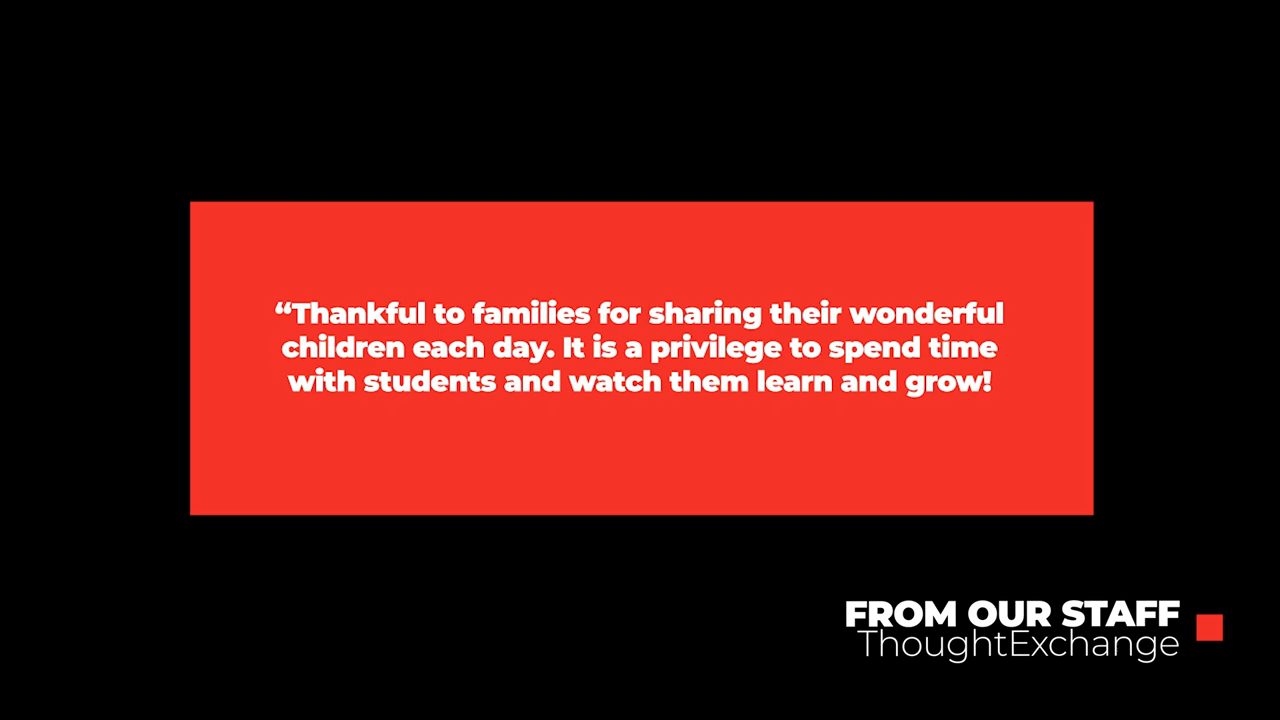 “Thankful to families for sharing their wonderful
children each day. It is a privilege to spend time
with students and watch them learn and grow!
FROM OUR STAFF
ThoughtExchange